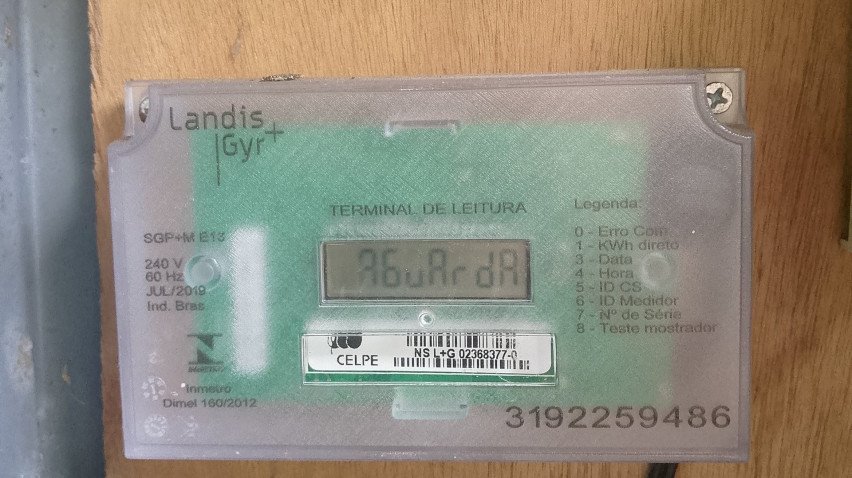 Landis
Gyr+
TERMINAL DE LEITURA
Legenda:
0 - Erro Com
1 - KWh direto
3 - Data
4 - Hora
5 - ID CS
6 - ID Medidor
7 - Nº de Série
8 - Teste mostrador
SGP+M E13
240 V
60 Hz
JUL/2019
Ind. Bras
AGuArdA
CELPE
NS L+G 02368377-0
Inmetro
Dimel 160/2012
3192259486